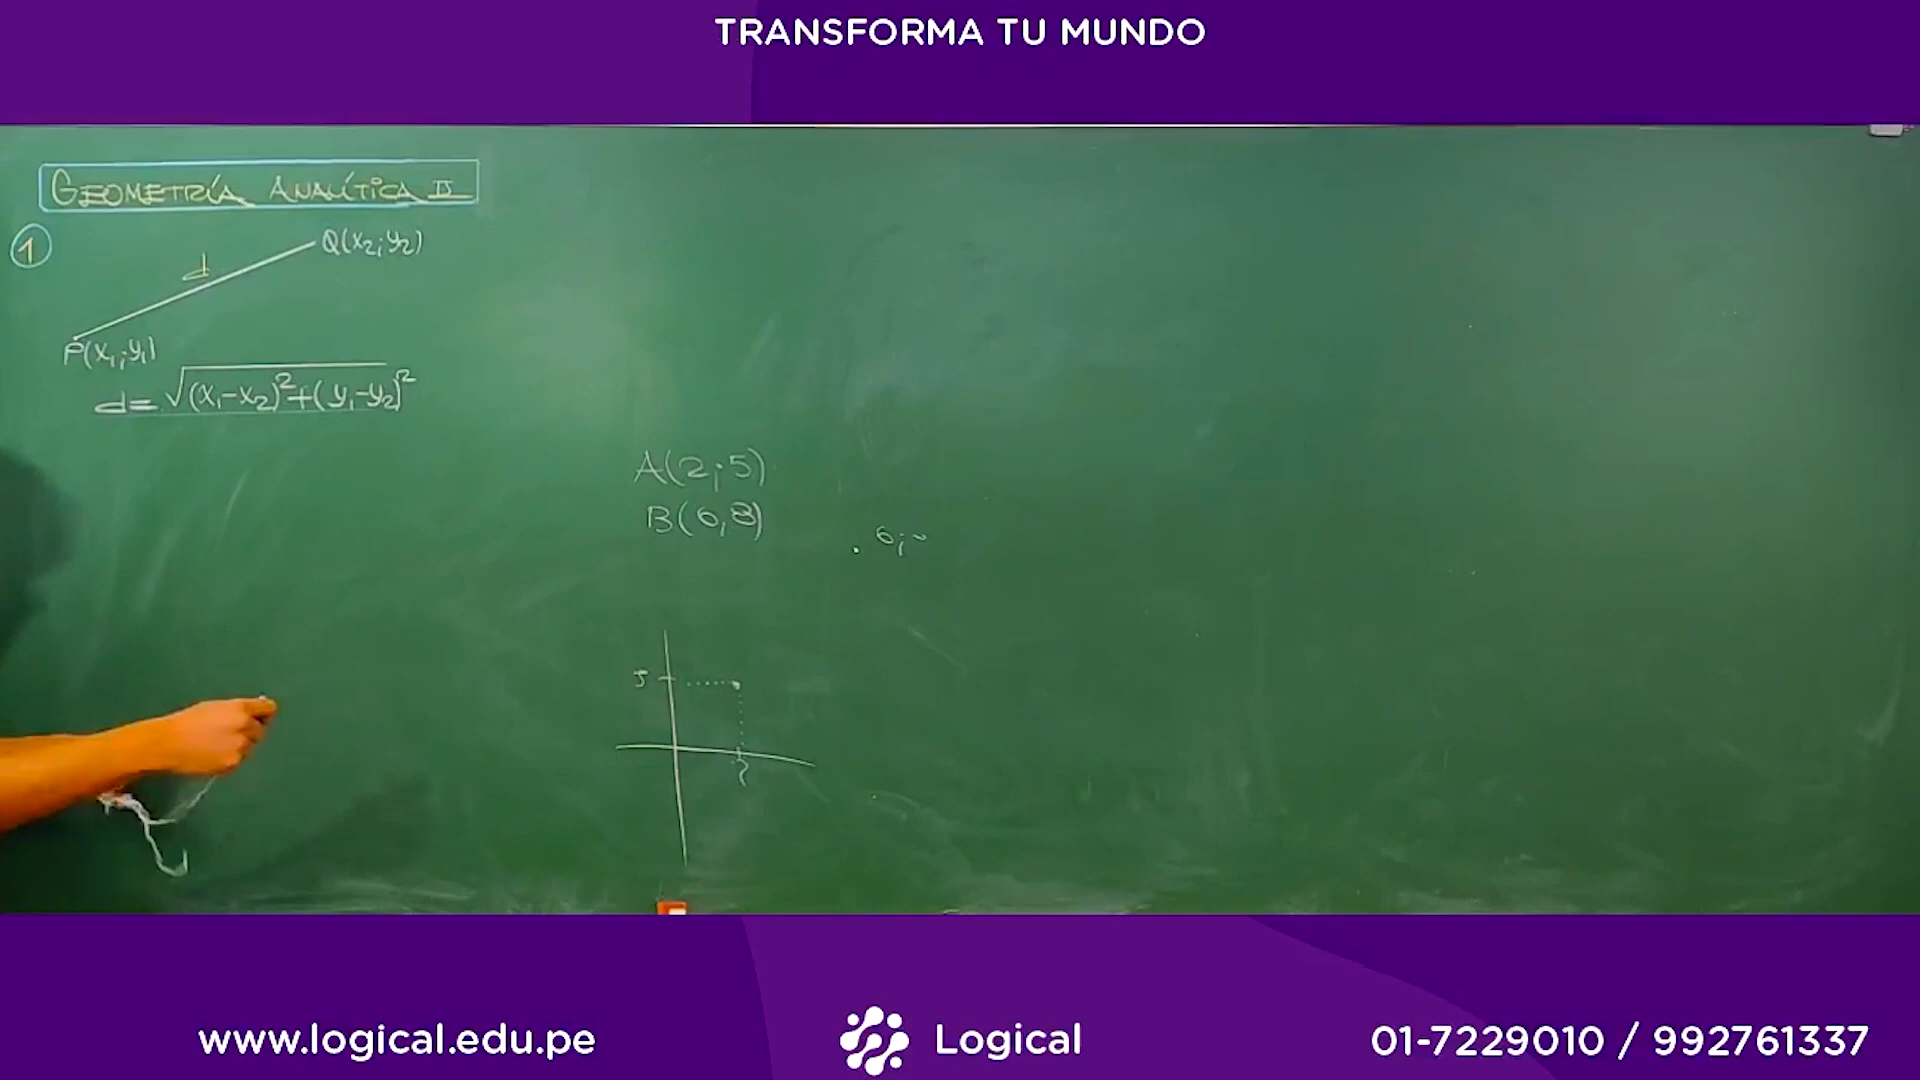 TRANSFORMA TU MUNDO
GEOMETRÍA ANALÍTICA II
1
d
Q(x₂;y₂)
P(x₁;y₁)
d=√(x₁-x₂)²+(y₁-y₂)²
A(2;5)
B(6,8)
5
www.logical.edu.pe
Logical
01-7229010 / 992761337